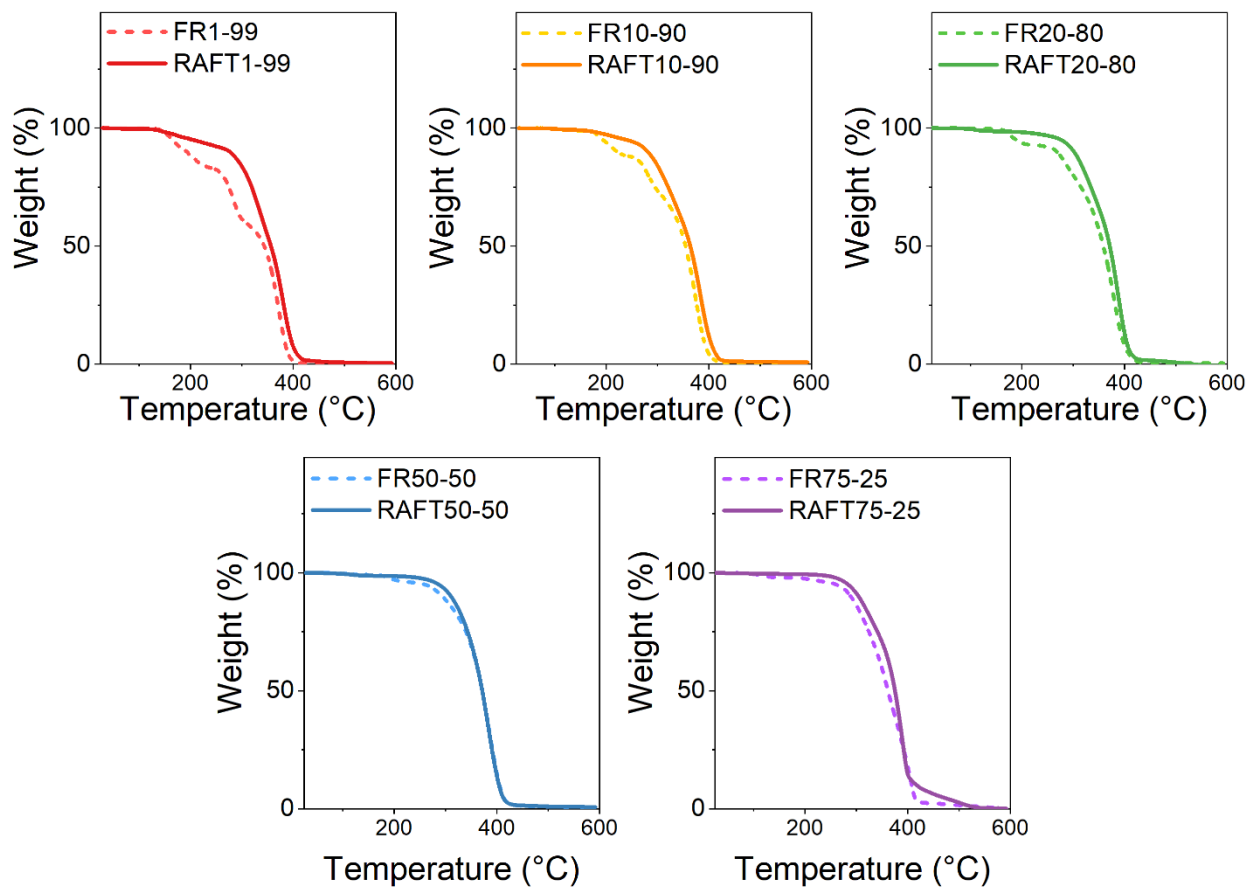 FR1-99
RAFT1-99
Weight (%)
100
50
0
200
400
600
Temperature (°C)
FR10-90
RAFT10-90
Weight (%)
100
50
0
200
400
600
Temperature (°C)
FR20-80
RAFT20-80
Weight (%)
100
50
0
200
400
600
Temperature (°C)
FR50-50
RAFT50-50
Weight (%)
100
50
0
200
400
600
Temperature (°C)
FR75-25
RAFT75-25
Weight (%)
100
50
0
200
400
600
Temperature (°C)